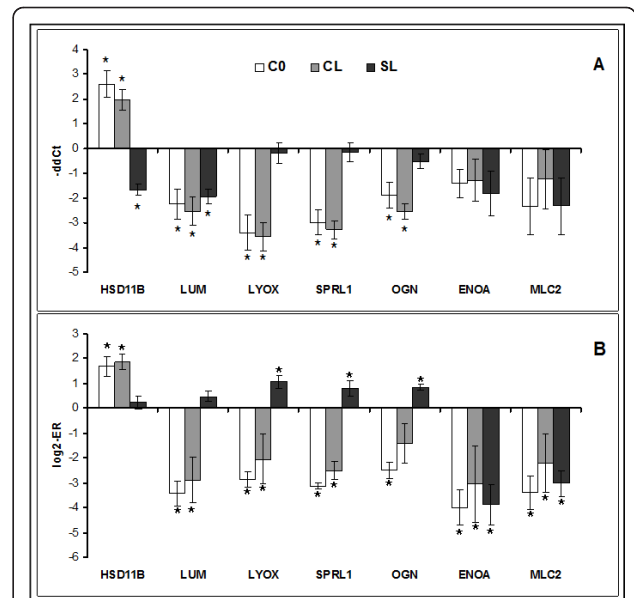 4
3
2
1
0
-1
-2
-3
-4
-5
-ddCt
C0 CL SL
A
* * * * * * * * * * * *
HSD11B LUM LYOX SPRL1 OGN ENOA MLC2
3
2
1
0
-1
-2
-3
-4
-5
-6
log2-ER
B
* * * * * * * * * * * * * * * * * * 
HSD11B LUM LYOX SPRL1 OGN ENOA MLC2